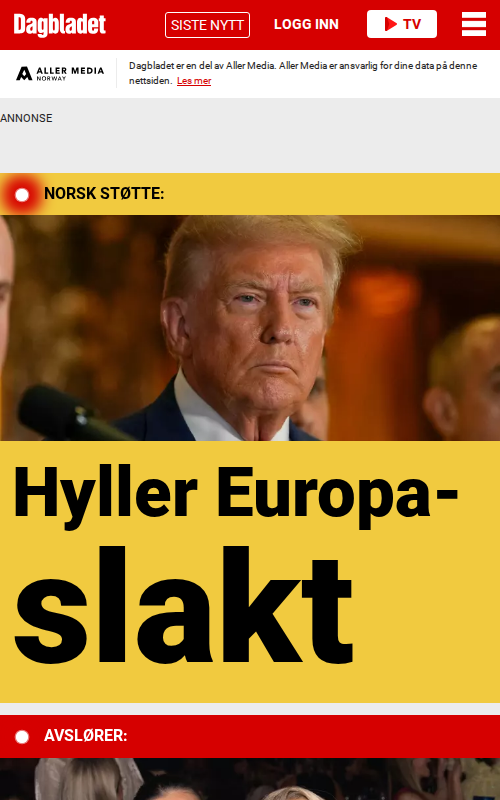 Dagbladet
SISTE NYTT
LOGG INN
TV
ALLER MEDIA
NORWAY
Dagbladet er en del av Aller Media. Aller Media er ansvarlig for dine data på denne
nettsiden. Les mer
ANNONSE
NORSK STØTTE:
Hyller Europa-
slakt
AVSLØRER: